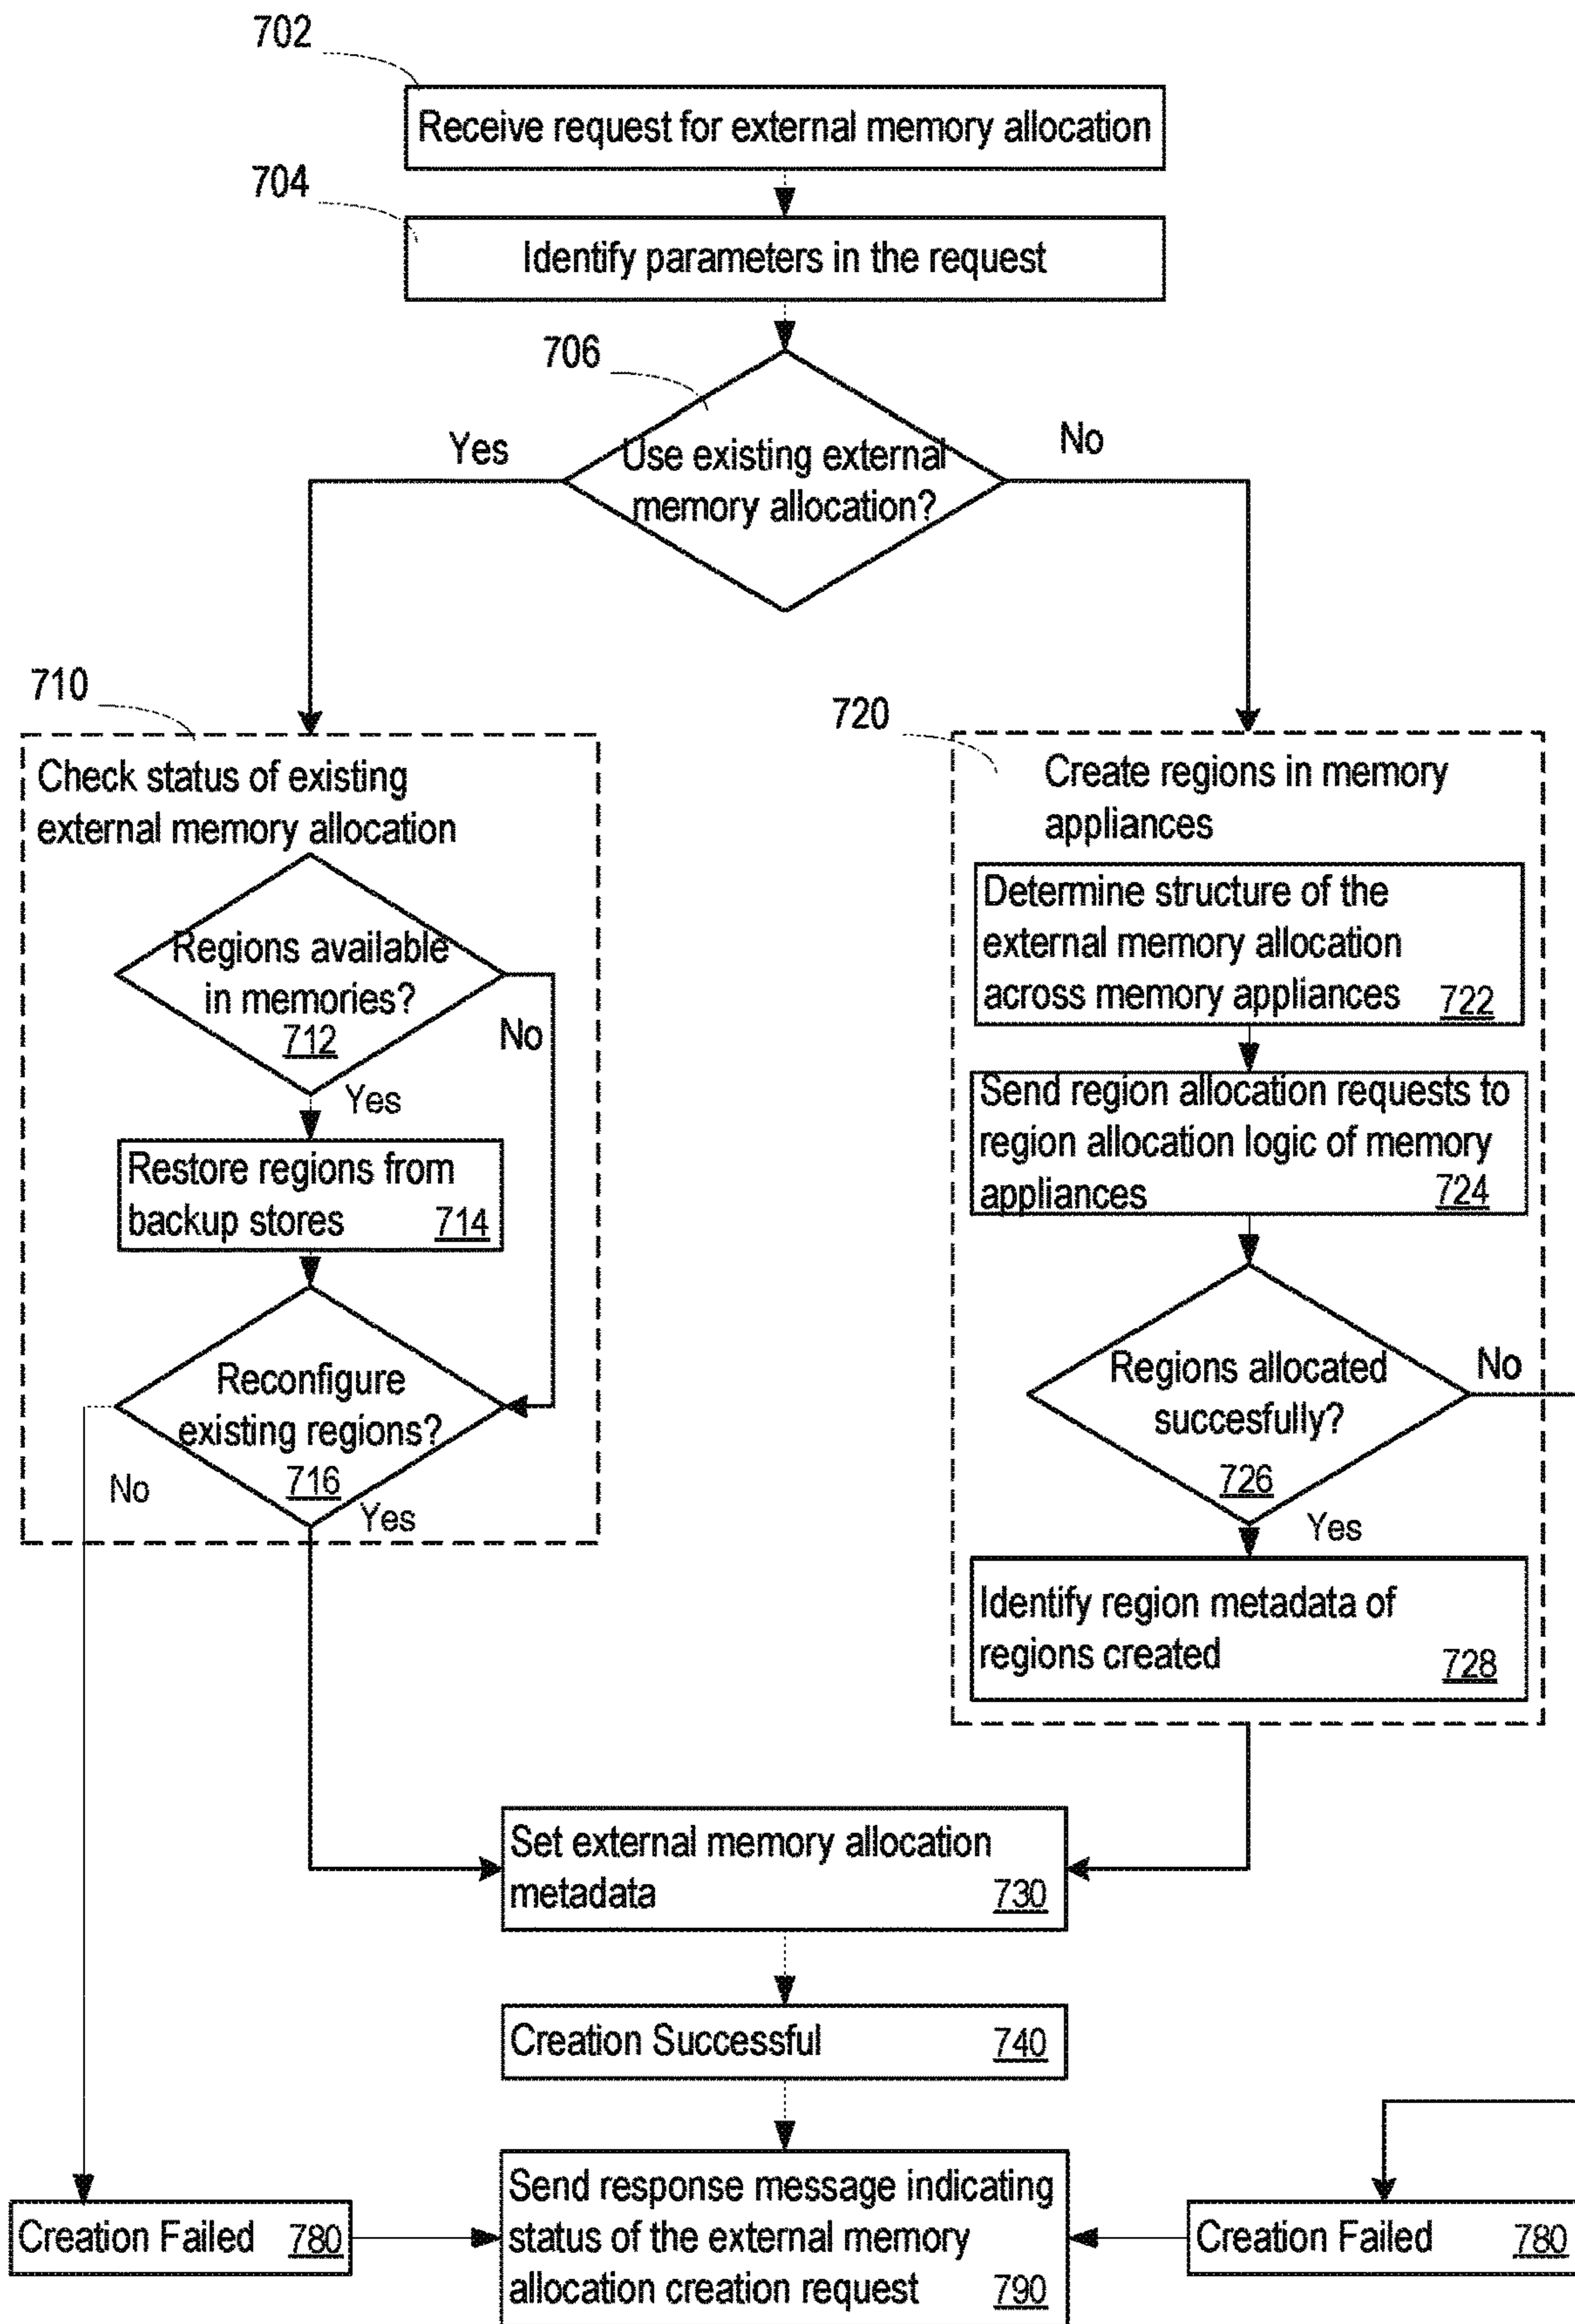 702
Receive request for external memory allocation
704
Identify parameters in the request
706
Yes
No
Use existing external
memory allocation?
710
Check status of existing
external memory allocation
Regions available
in memories?
712
No
Yes
Restore regions from
backup stores 714
Reconfigure
existing regions?
716
No
Yes
720
Create regions in memory
appliances
Determine structure of the
external memory allocation
across memory appliances 722
Send region allocation requests to
region allocation logic of memory
appliances 724
Regions allocated
succesfully?
726
No
Yes
Identify region metadata of
regions created 728
Set external memory allocation
metadata 730
Creation Successful 740
Creation Failed 780
Send response message indicating
status of the external memory
allocation creation request 790
Creation Failed 780